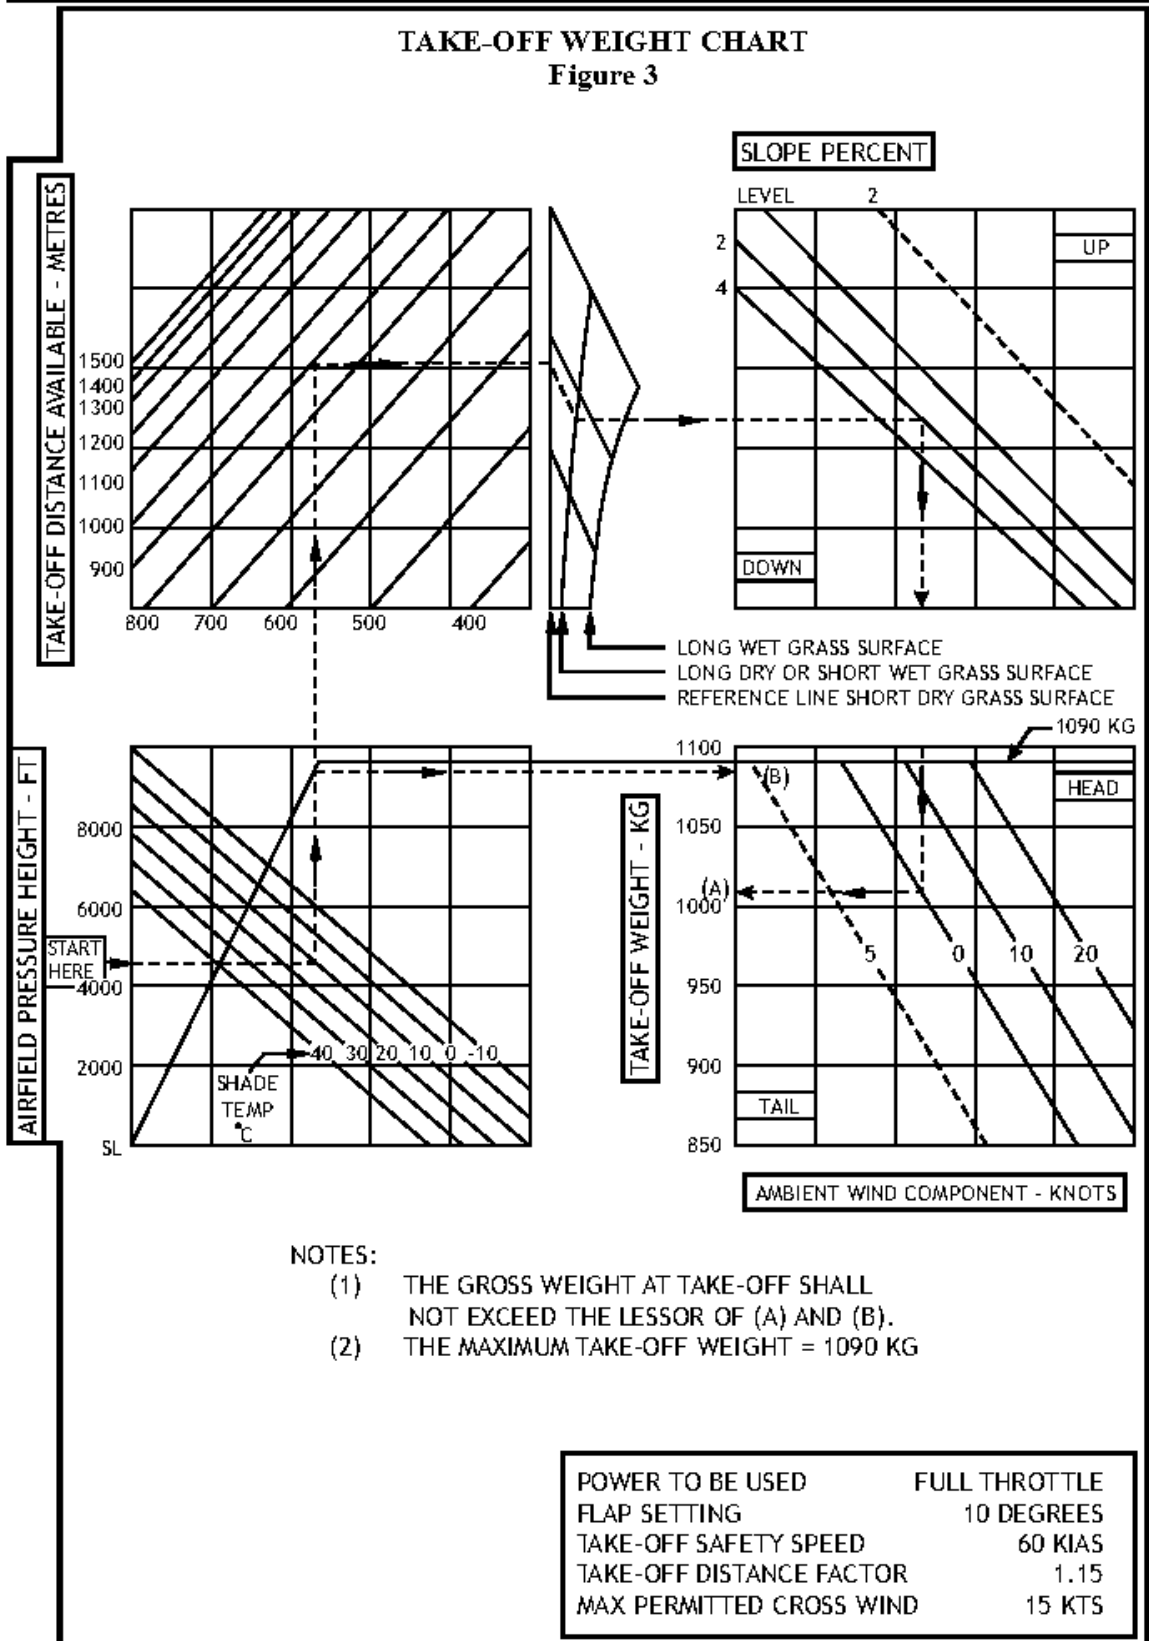 TAKE-OFF WEIGHT CHART
Figure 3
SLOPE PERCENT
TAKE-OFF DISTANCE AVAILABLE - METRES
LEVEL 2
2
4
UP
DOWN
1500
1400
1300
1200
1100
1000
900
800 700 600 500 400
LONG WET GRASS SURFACE
LONG DRY OR SHORT WET GRASS SURFACE
REFERENCE LINE SHORT DRY GRASS SURFACE
AIRFIELD PRESSURE HEIGHT - FT
8000
6000
START
HERE
4000
2000
SL
40 30 20 10 0 -10
SHADE
TEMP
°C
TAKE-OFF WEIGHT - KG
1090 KG
1100
(B)
HEAD
1050
(A)
1000
5 0 10 20
950
900
TAIL
850
AMBIENT WIND COMPONENT - KNOTS
NOTES:
(1) THE GROSS WEIGHT AT TAKE-OFF SHALL
NOT EXCEED THE LESSOR OF (A) AND (B).
(2) THE MAXIMUM TAKE-OFF WEIGHT = 1090 KG
POWER TO BE USED FULL THROTTLE
FLAP SETTING 10 DEGREES
TAKE-OFF SAFETY SPEED 60 KIAS
TAKE-OFF DISTANCE FACTOR 1.15
MAX PERMITTED CROSS WIND 15 KTS